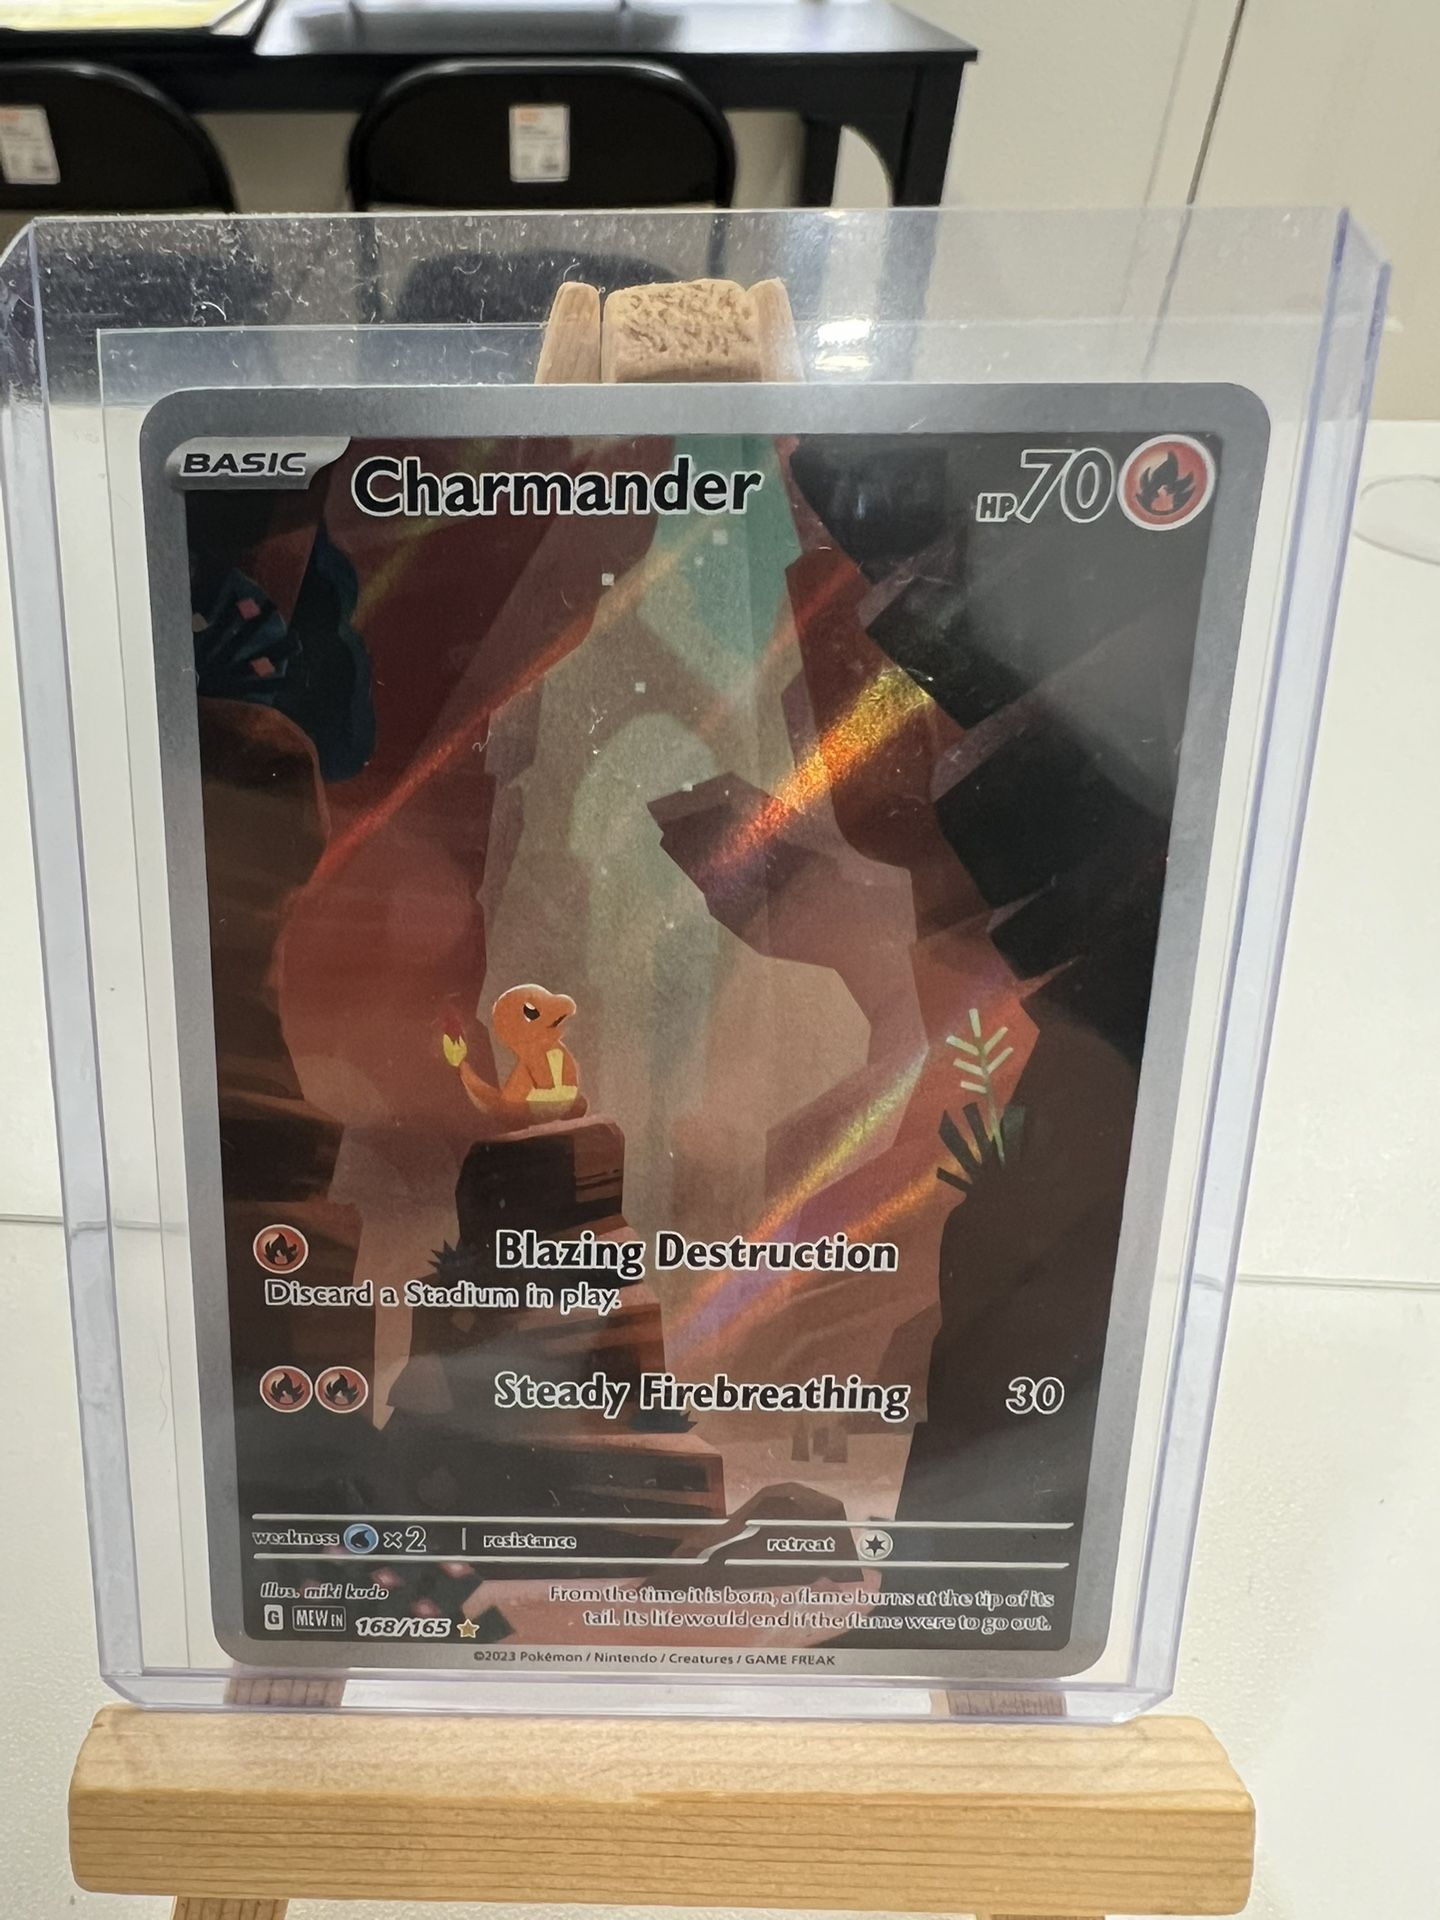 BASIC Charmander HP 70
Blazing Destruction
Discard a Stadium in play.
Steady Firebreathing 30
weakness ×2 resistance retreat
Illus. miki kudo
From the time it is born, a flame burns at the tip of its
tail. Its life would end if the flame were to go out.
G MEW EN 168/165
©2023 Pokémon / Nintendo / Creatures / GAME FREAK